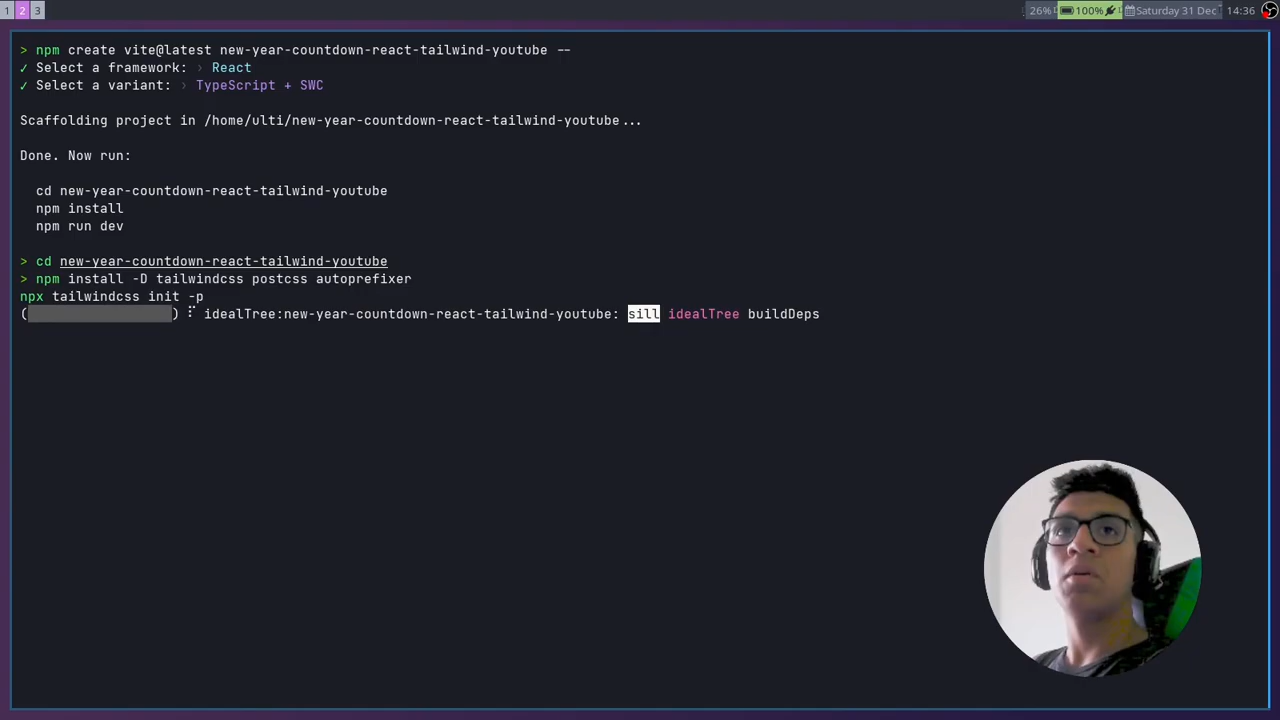 1 2 3 26% 100% Saturday 31 Dec 14:36
> npm create vite@latest new-year-countdown-react-tailwind-youtube --
✓ Select a framework: › React
✓ Select a variant: › TypeScript + SWC
Scaffolding project in /home/ulti/new-year-countdown-react-tailwind-youtube...
Done. Now run:
cd new-year-countdown-react-tailwind-youtube
npm install
npm run dev
> cd new-year-countdown-react-tailwind-youtube
> npm install -D tailwindcss postcss autoprefixer
npx tailwindcss init -p
( ) ⠋ idealTree:new-year-countdown-react-tailwind-youtube: sill idealTree buildDeps